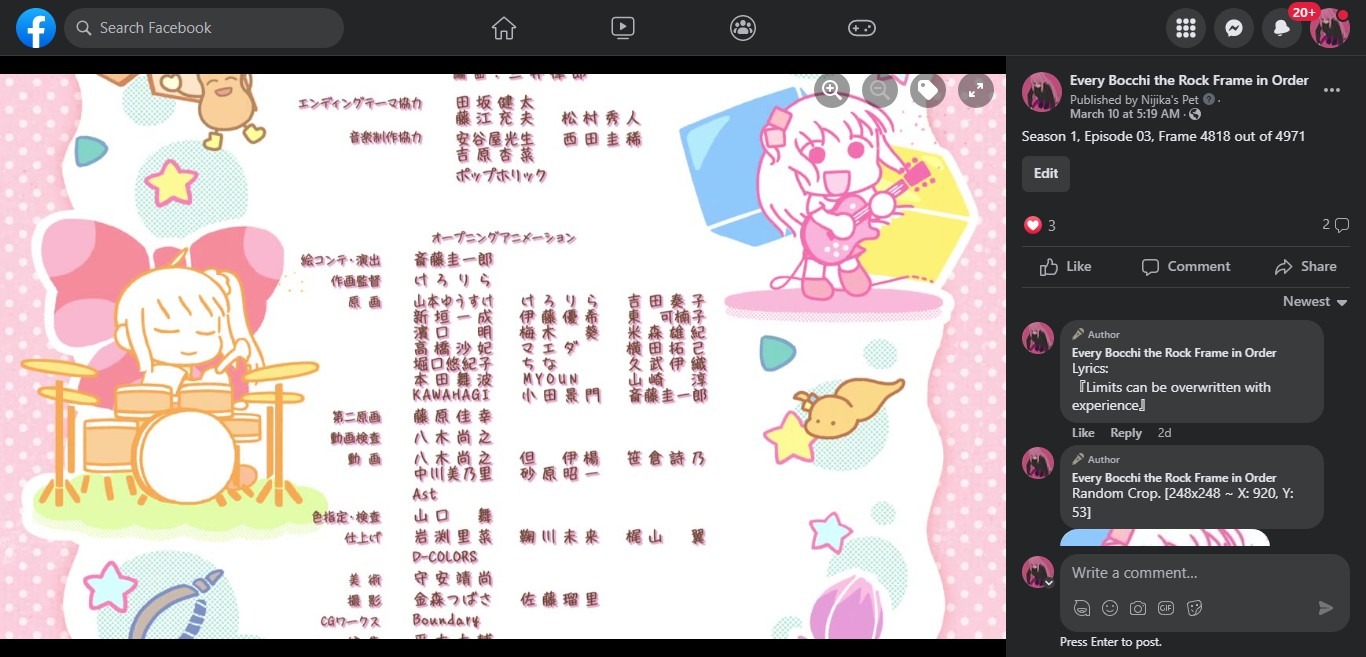 Search Facebook
20+
エンディングテーマ協力 田坂健太
藤江充夫 松村秀人
音楽制作協力 安谷屋光生 西田圭稀
吉原杏菜
ポップホリック
オープニングアニメーション
絵コンテ・演出 斎藤圭一郎
作画監督 けろりら
原画 山本ゆうすけ けろりら 吉田奏子
新垣一成 伊藤優希 東 可楠子
濱口 明 梅木 葵 米森雄紀
高橋沙妃 マエダ 横田拓己
堀口悠紀子 ちな 久武伊織
本田舞波 MYOUN 山崎 淳
KAWAHAGI 小田景門 斎藤圭一郎
第二原画 藤原佳幸
動画検査 八木尚之
動画 八木尚之 但 伊楊 笹倉詩乃
中川美乃里 砂原昭一
Ast
色指定・検査 山口 舞
仕上げ 岩渕里菜 鞠川未来 梶山 翼
D-COLORS
美術 守安靖尚
撮影 金森つばさ 佐藤瑠里
CGワークス Boundary
Every Bocchi the Rock Frame in Order
Published by Nijika's Pet ·
March 10 at 5:19 AM ·
Season 1, Episode 03, Frame 4818 out of 4971
Edit
3
2
Like Comment Share
Newest
Author
Every Bocchi the Rock Frame in Order
Lyrics:
『Limits can be overwritten with
experience』
Like Reply 2d
Author
Every Bocchi the Rock Frame in Order
Random Crop. [248x248 ~ X: 920, Y:
53]
Write a comment...
GIF
Press Enter to post.